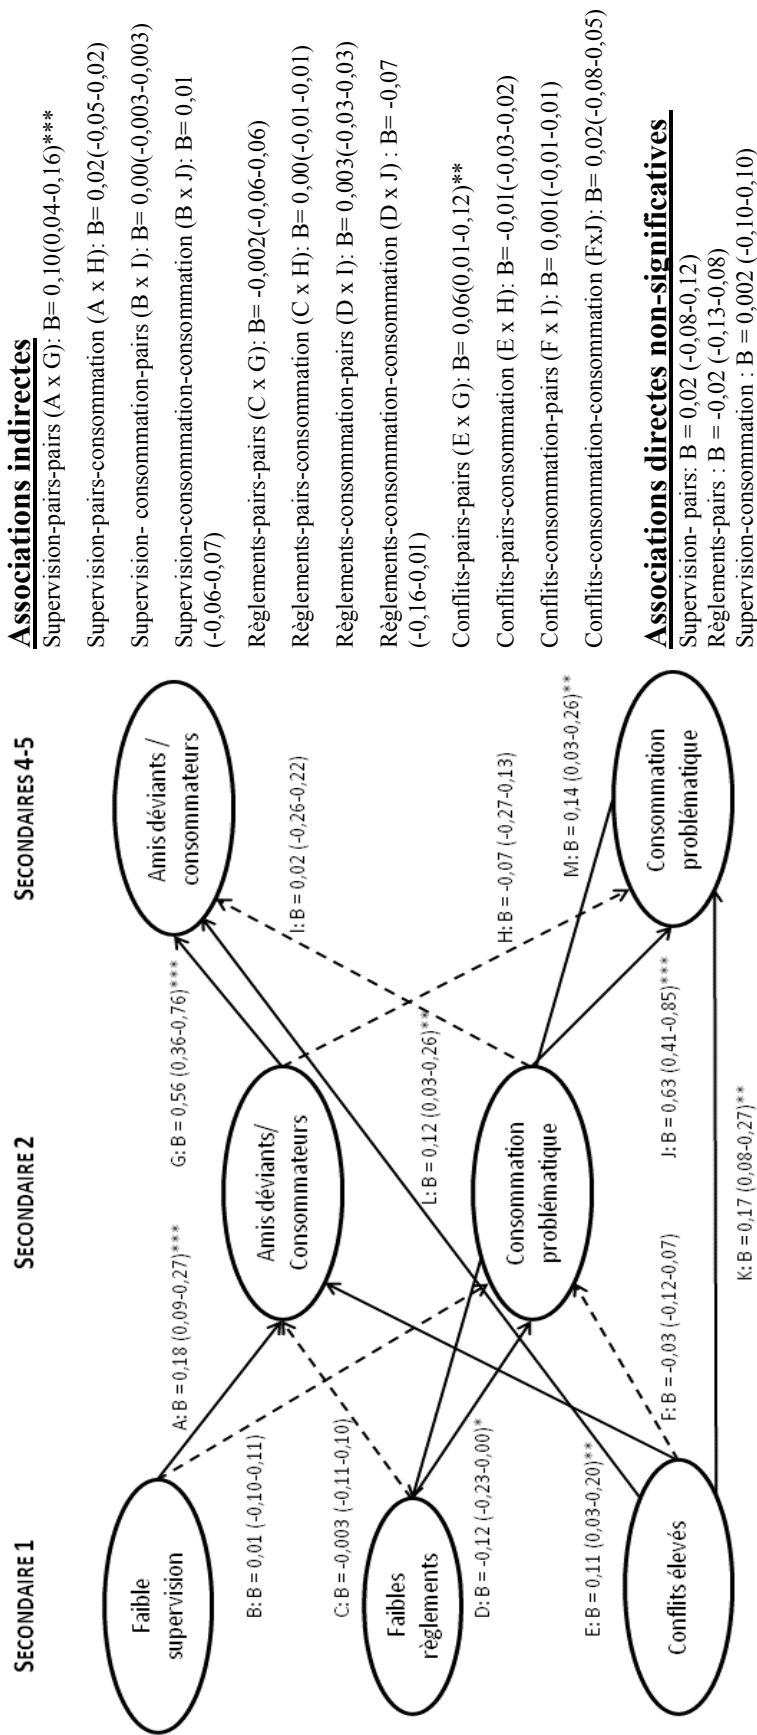 SECONDAIRE 1
SECONDAIRE 2
SECONDAIRES 4-5
Faible
supervision
Faibles
règlements
Conflits élevés
Amis déviants/
Consommateurs
Consommation
problématique
Amis déviants /
consommateurs
Consommation
problématique
A: B = 0,18 (0,09-0,27)***
B: B = 0,01 (-0,10-0,11)
C: B = -0,003 (-0,11-0,10)
D: B = -0,12 (-0,23-0,00)*
E: B = 0,11 (0,03-0,20)**
F: B = -0,03 (-0,12-0,07)
G: B = 0,56 (0,36-0,76)***
L: B = 0,12 (0,03-0,26)**
I: B = 0,02 (-0,26-0,22)
H: B = -0,07 (-0,27-0,13)
M: B = 0,14 (0,03-0,26)**
J: B = 0,63 (0,41-0,85)***
K: B = 0,17 (0,08-0,27)**
Associations indirectes
Supervision-pairs-pairs (A x G): B= 0,10(0,04-0,16)***
Supervision-pairs-consommation (A x H): B= 0,02(-0,05-0,02)
Supervision- consommation-pairs (B x I): B= 0,00(-0,003-0,003)
Supervision-consommation-consommation (B x J): B= 0,01
(-0,06-0,07)
Règlements-pairs-pairs (C x G): B= -0,002(-0,06-0,06)
Règlements-pairs-consommation (C x H): B= 0,00(-0,01-0,01)
Règlements-consommation-pairs (D x I): B= 0,003(-0,03-0,03)
Règlements-consommation-consommation (D x J) : B= -0,07
(-0,16-0,01)
Conflits-pairs-pairs (E x G): B= 0,06(0,01-0,12)**
Conflits-pairs-consommation (E x H): B= -0,01(-0,03-0,02)
Conflits-consommation-pairs (F x I): B= 0,001(-0,01-0,01)
Conflits-consommation-consommation (FxJ): B= 0,02(-0,08-0,05)
Associations directes non-significatives
Supervision- pairs: B = 0,02 (-0,08-0,12)
Règlements-pairs : B = -0,02 (-0,13-0,08)
Supervision-consommation : B = 0,002 (-0,10-0,10)